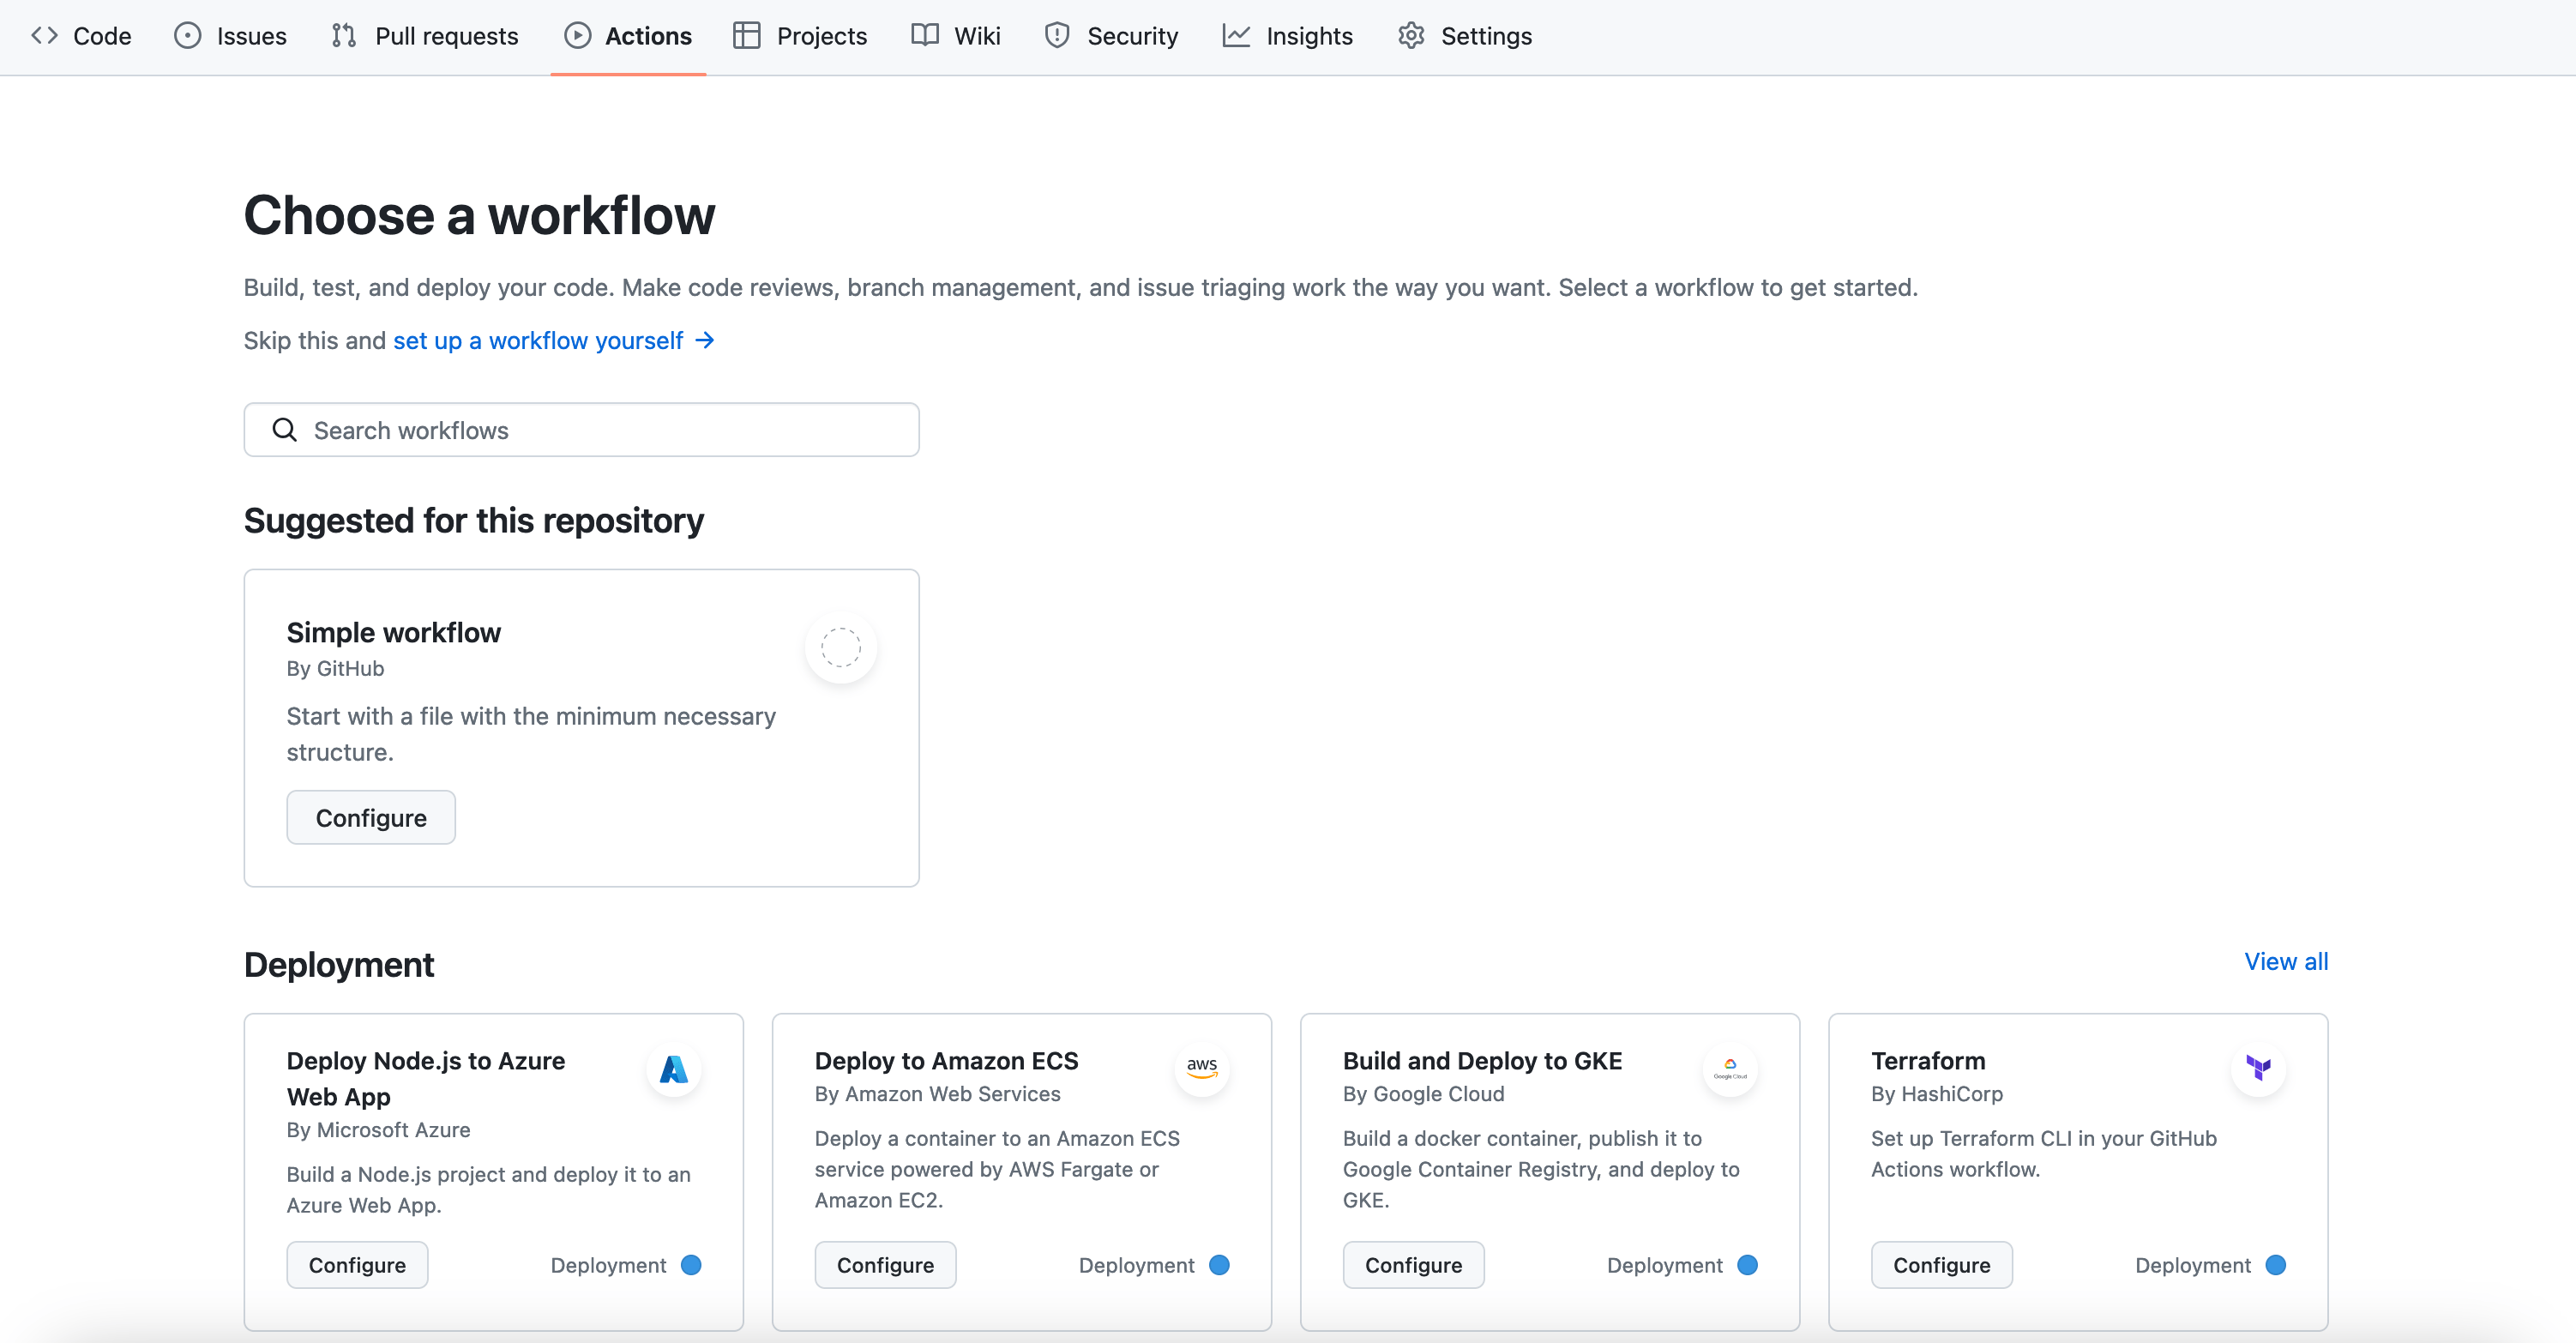 Code Issues Pull requests Actions Projects Wiki Security Insights Settings
Choose a workflow
Build, test, and deploy your code. Make code reviews, branch management, and issue triaging work the way you want. Select a workflow to get started.
Skip this and set up a workflow yourself →
Search workflows
Suggested for this repository
Simple workflow
By GitHub
Start with a file with the minimum necessary
structure.
Configure
Deployment
View all
Deploy Node.js to Azure
Web App
By Microsoft Azure
Build a Node.js project and deploy it to an
Azure Web App.
Configure
Deployment
Deploy to Amazon ECS
aws
By Amazon Web Services
Deploy a container to an Amazon ECS
service powered by AWS Fargate or
Amazon EC2.
Configure
Deployment
Build and Deploy to GKE
Google Cloud
By Google Cloud
Build a docker container, publish it to
Google Container Registry, and deploy to
GKE.
Configure
Deployment
Terraform
By HashiCorp
Set up Terraform CLI in your GitHub
Actions workflow.
Configure
Deployment